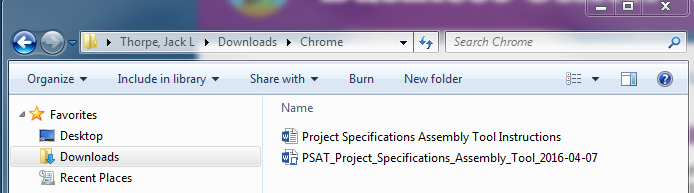 Thorpe, Jack L Downloads Chrome Search Chrome
Organize Include in library Share with Burn New folder
Favorites Name
Desktop Project Specifications Assembly Tool Instructions
Downloads PSAT_Project_Specifications_Assembly_Tool_2016-04-07
Recent Places